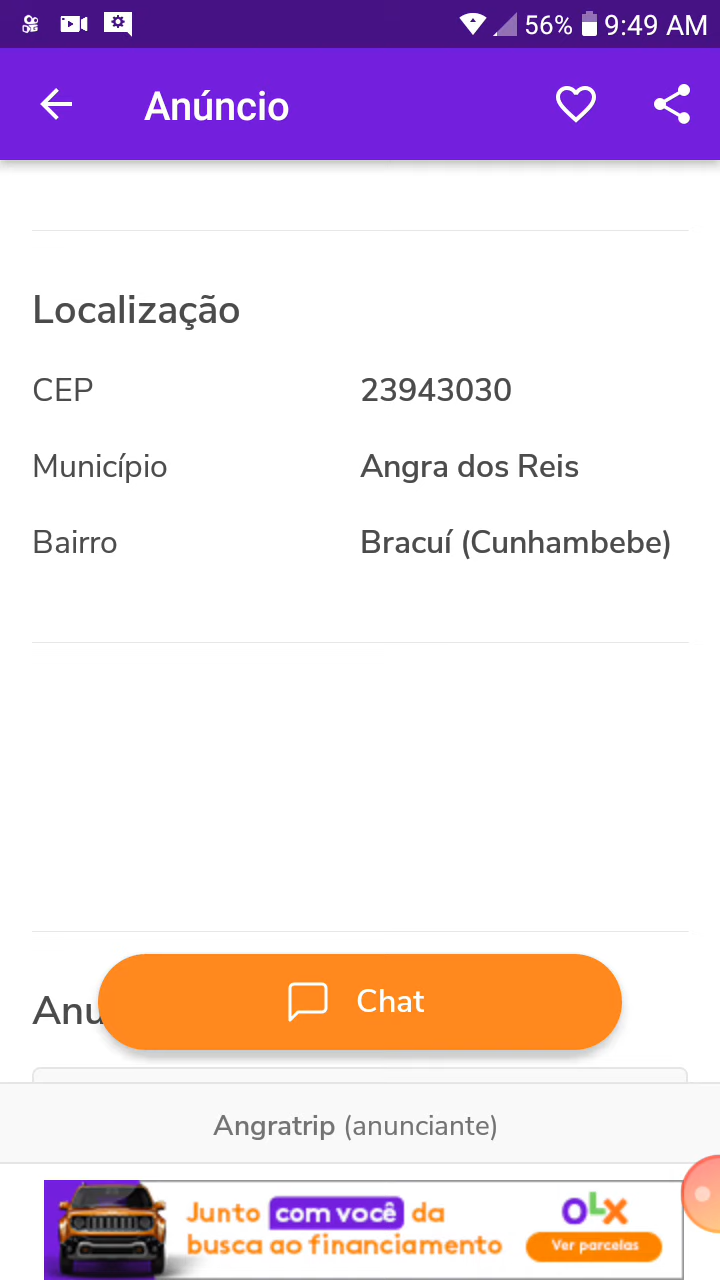 56% 9:49 AM
Anúncio
Localização
CEP 23943030
Município Angra dos Reis
Bairro Bracuí (Cunhambebe)
Anu
Chat
Angratrip (anunciante)
Junto com você da
busca ao financiamento
OLX
Ver parcelas